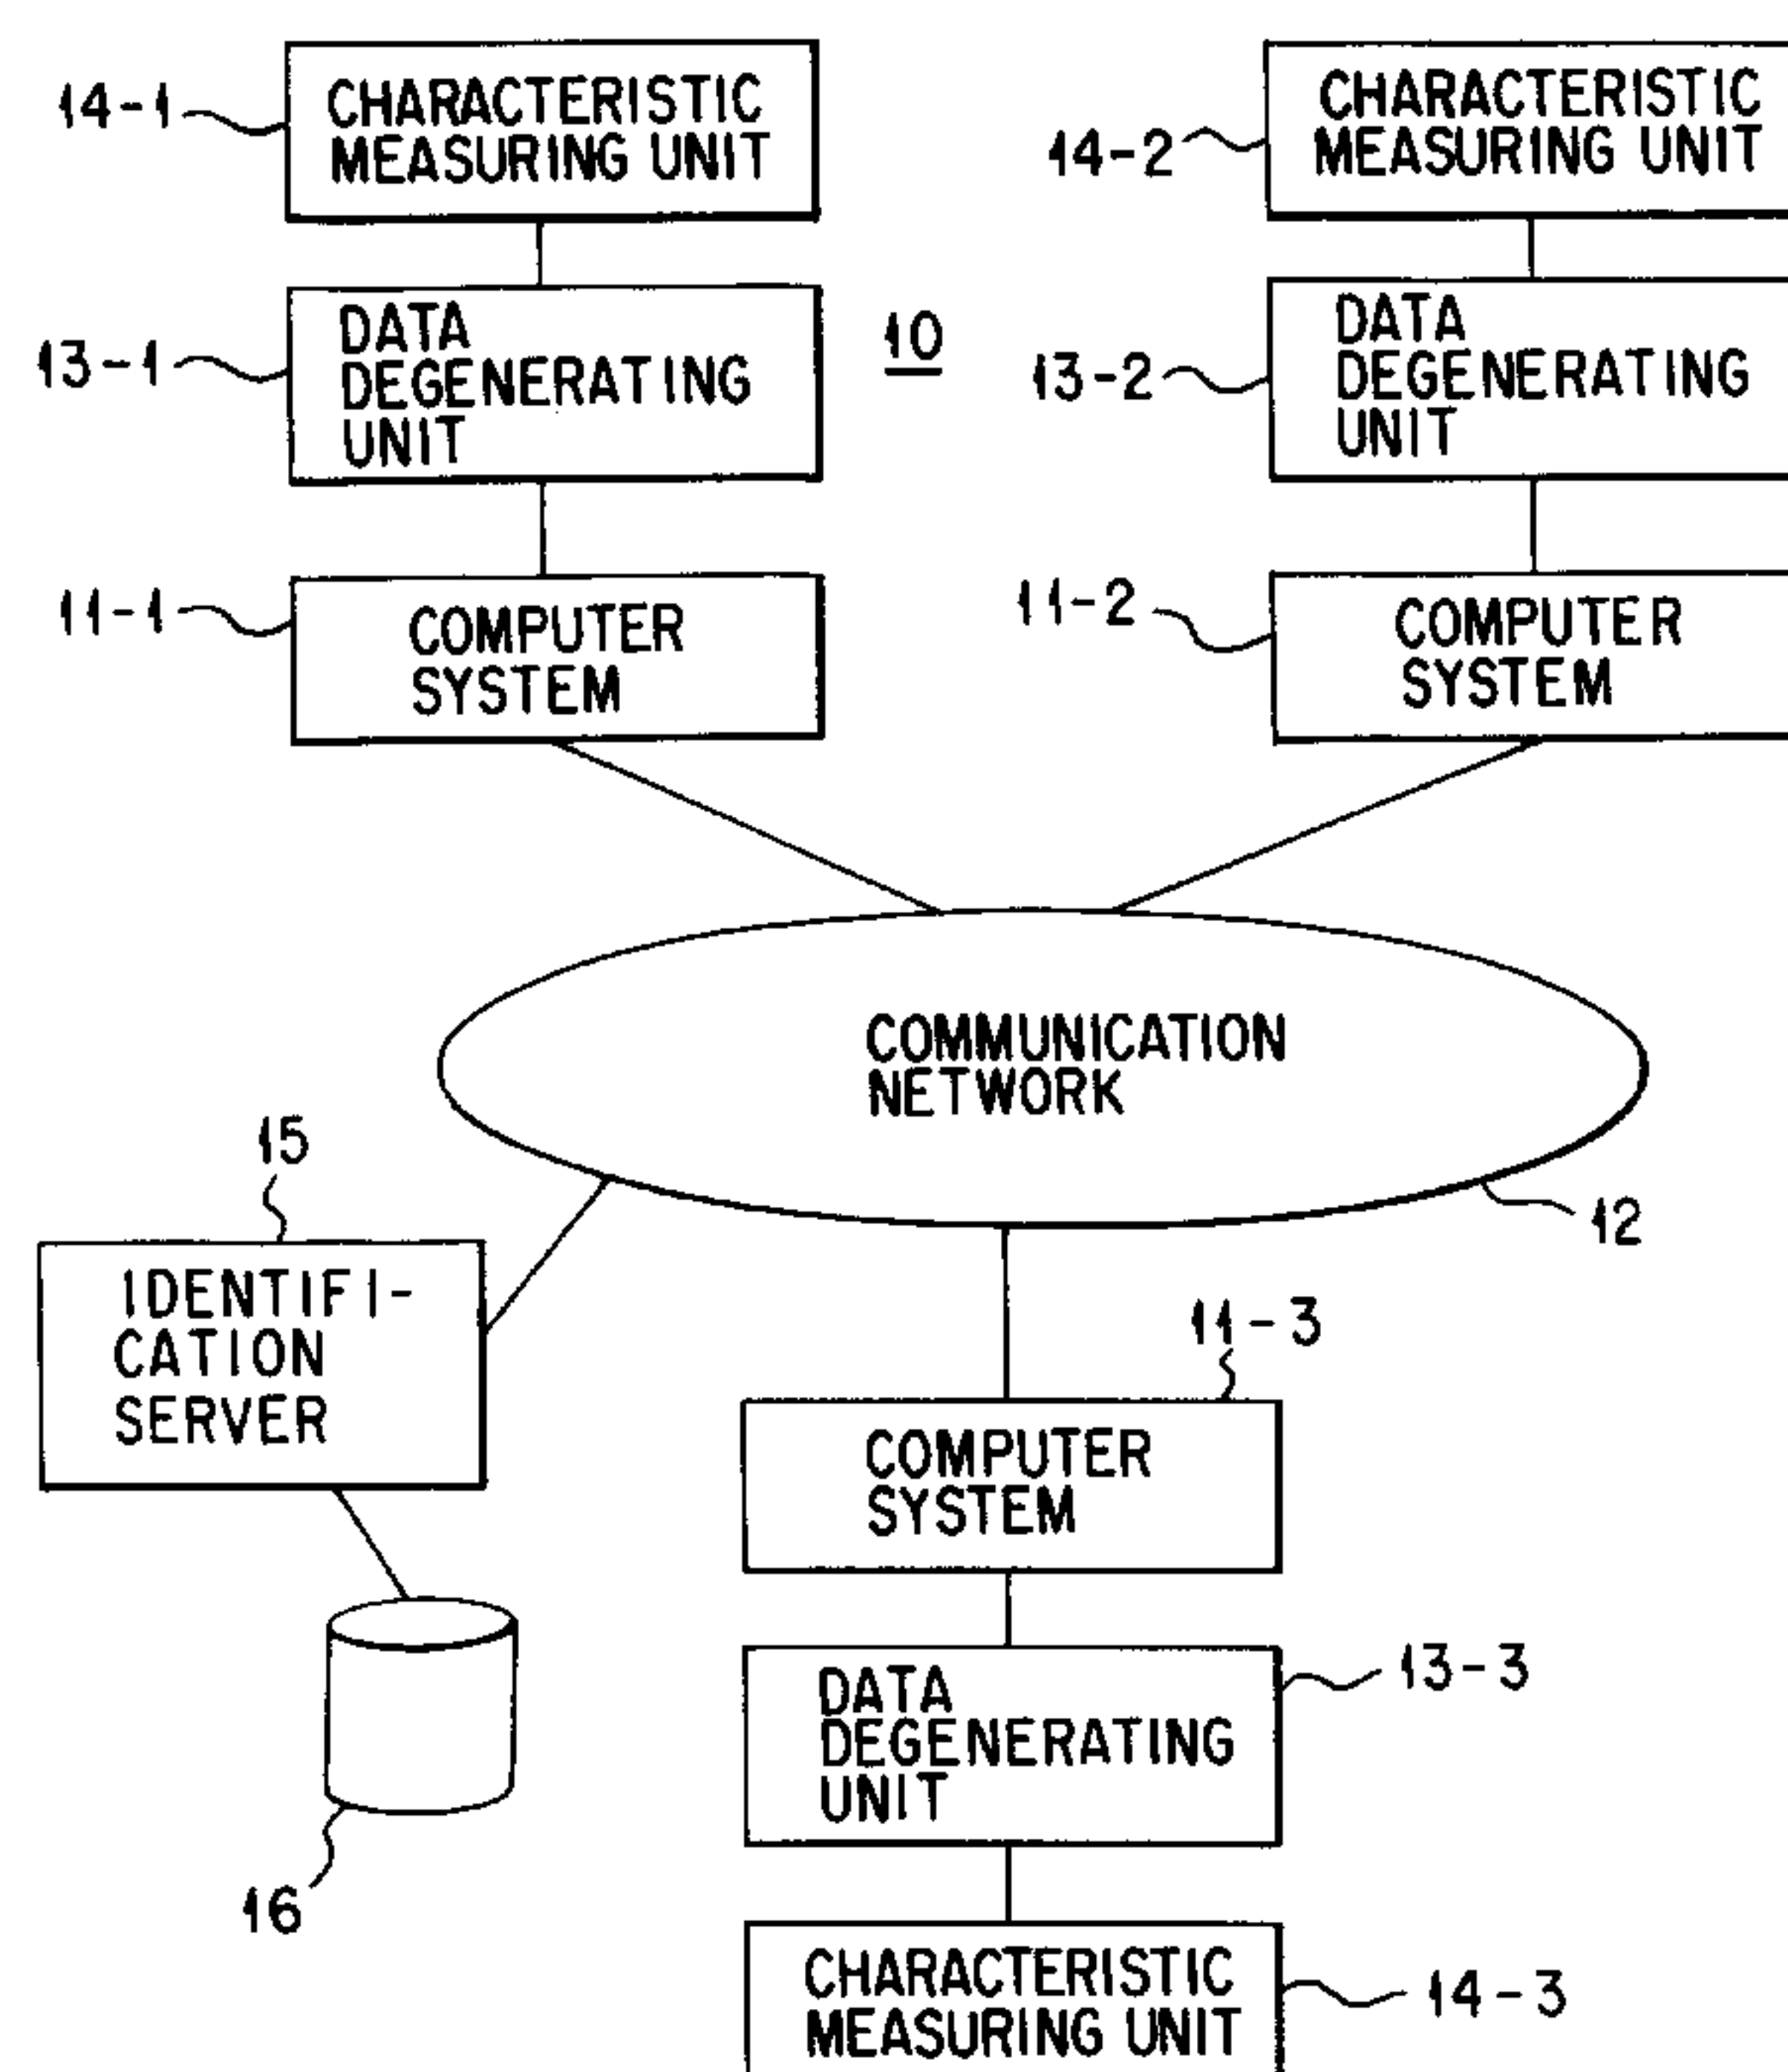 14-1
CHARACTERISTIC
MEASURING UNIT
14-2
CHARACTERISTIC
MEASURING UNIT
13-1
DATA
DEGENERATING
UNIT
10
13-2
DATA
DEGENERATING
UNIT
11-1
COMPUTER
SYSTEM
11-2
COMPUTER
SYSTEM
COMMUNICATION
NETWORK
12
15
IDENTIFI-
CATION
SERVER
11-3
COMPUTER
SYSTEM
13-3
DATA
DEGENERATING
UNIT
16
CHARACTERISTIC
MEASURING UNIT
14-3